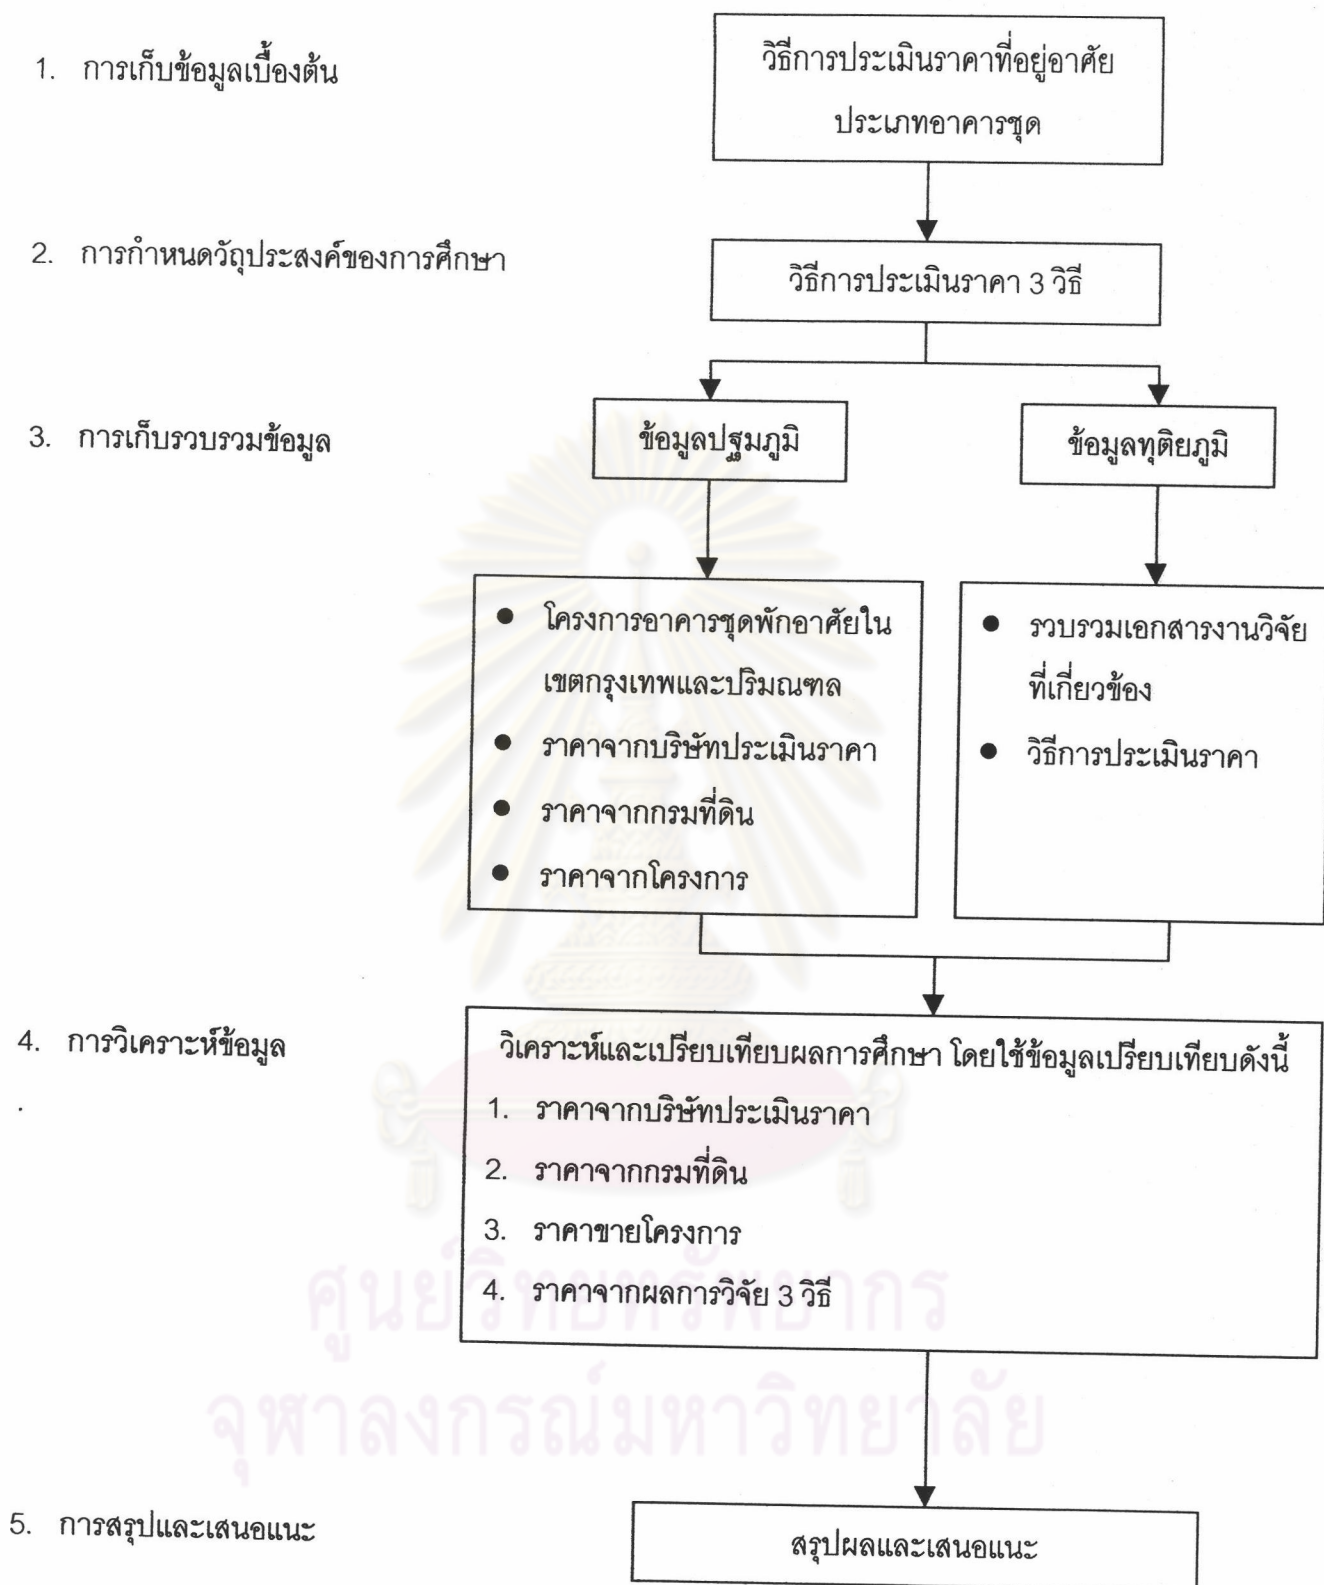 1. การเก็บข้อมูลเบื้องต้น
วิธีการประเมินราคาที่อยู่อาศัย
ประเภทอาคารชุด
2. การกำหนดวัถุประสงค์ของการศึกษา
วิธีการประเมินราคา 3 วิธี
3. การเก็บรวบรวมข้อมูล
ข้อมูลปฐมภูมิ
ข้อมูลทุติยภูมิ
● โครงการอาคารชุดพักอาศัยใน
เขตกรุงเทพและปริมณฑล
● ราคาจากบริษัทประเมินราคา
● ราคาจากกรมที่ดิน
● ราคาจากโครงการ
● รวบรวมเอกสารงานวิจัย
ที่เกี่ยวข้อง
● วิธีการประเมินราคา
4. การวิเคราะห์ข้อมูล
วิเคราะห์และเปรียบเทียบผลการศึกษา โดยใช้ข้อมูลเปรียบเทียบดังนี้
1. ราคาจากบริษัทประเมินราคา
2. ราคาจากกรมที่ดิน
3. ราคาขายโครงการ
4. ราคาจากผลการวิจัย 3 วิธี
ศูนย์วิทยทรัพยากร
จุฬาลงกรณ์มหาวิทยาลัย
5. การสรุปและเสนอแนะ
สรุปผลและเสนอแนะ